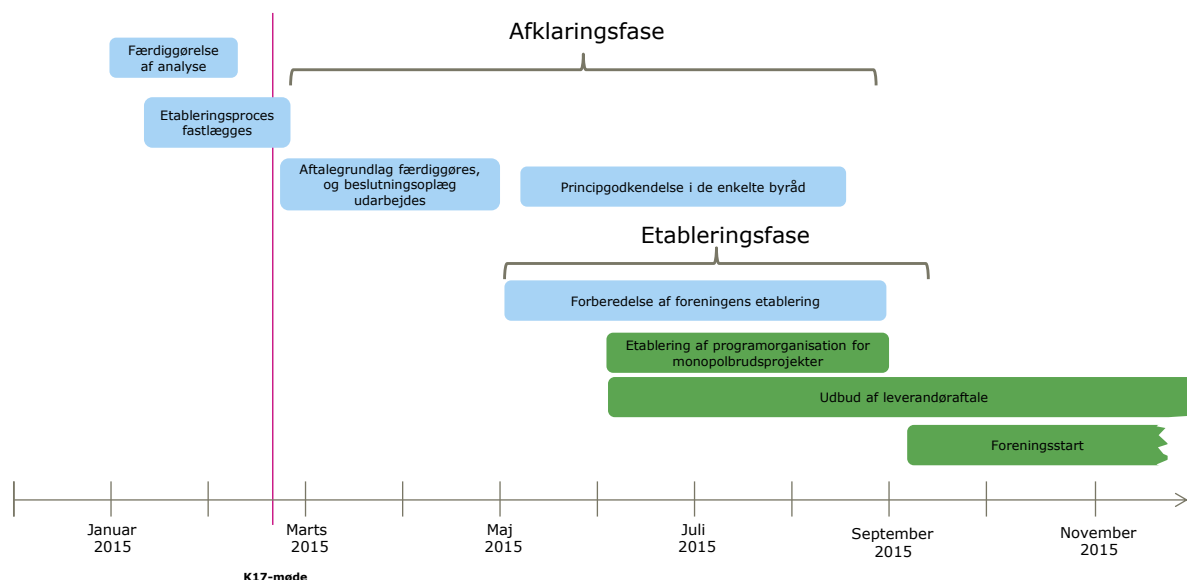 Afklaringsfase
Færdiggørelse
af analyse
Etableringsproces
fastlægges
Aftalegrundlag færdiggøres,
og beslutningsoplæg
udarbejdes
Principgodkendelse i de enkelte byråd
Etableringsfase
Forberedelse af foreningens etablering
Etablering af programorganisation for
monopolbrudsprojekter
Udbud af leverandøraftale
Foreningsstart
Januar
2015
Marts
2015
Maj
2015
Juli
2015
September
2015
November
2015
K17-møde